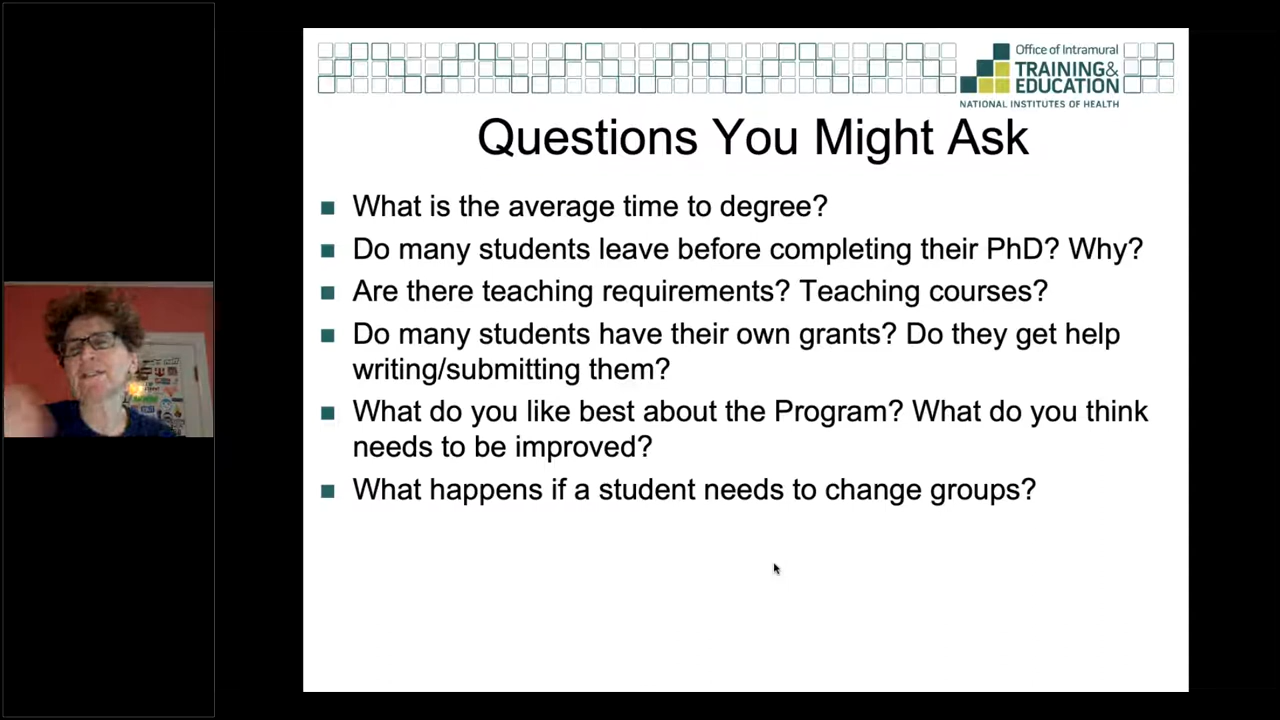 Office of Intramural
TRAINING&
EDUCATION
NATIONAL INSTITUTES OF HEALTH
Questions You Might Ask
What is the average time to degree?
Do many students leave before completing their PhD? Why?
Are there teaching requirements? Teaching courses?
Do many students have their own grants? Do they get help
writing/submitting them?
What do you like best about the Program? What do you think
needs to be improved?
What happens if a student needs to change groups?